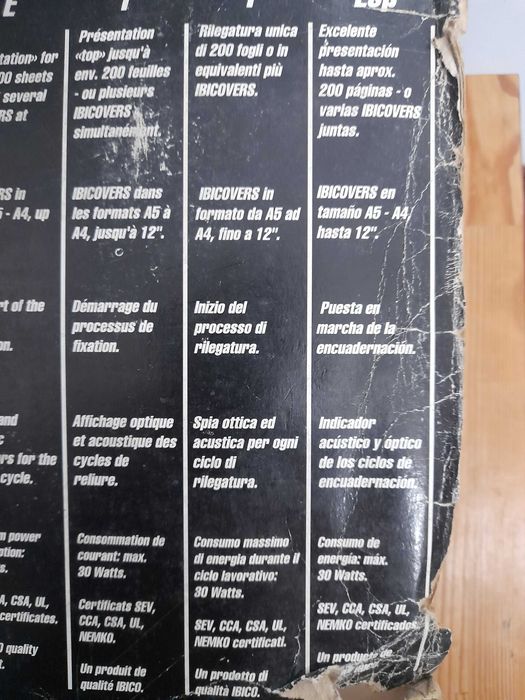 E
Esp
tation» for
00 sheets
several
RS at
RS in
5 - A4, up
rt of the
on.
and
c
rs for the
cycle.
m power
ption:
s.
A, CSA, UL,
certificates.
O quality
t.
Présentation
«top» jusqu'à
env. 200 feuilles
- ou plusieurs
IBICOVERS
simultanément.
IBICOVERS dans
les formats A5 à
A4, jusqu'à 12".
Démarrage du
processus de
fixation.
Affichage optique
et acoustique des
cycles de
reliure.
Consommation de
courant: max.
30 Watts.
Certificats SEV,
CCA, CSA, UL,
NEMKO.
Un produit de
qualité IBICO.
Rilegatura unica
di 200 fogli o in
equivalenti più
IBICOVERS.
IBICOVERS in
formato da A5 ad
A4, fino a 12".
Inizio del
processo di
rilegatura.
Spia ottica ed
acustica per ogni
ciclo di
rilegatura.
Consumo massimo
di energia durante il
ciclo lavorativo:
30 Watts.
SEV, CCA, CSA, UL,
NEMKO certificati.
Un prodotto di
qualità IBICO.
Excelente
presentación
hasta aprox.
200 páginas - o
varias IBICOVERS
juntas.
IBICOVERS en
tamaño A5 - A4,
hasta 12".
Puesta en
marcha de la
encuadernación.
Indicador
acústico y óptico
de los ciclos de
encuadernación.
Consumo de
energía: máx.
30 Watts.
SEV, CCA, CSA, UL,
NEMKO certificados.
Un producto de